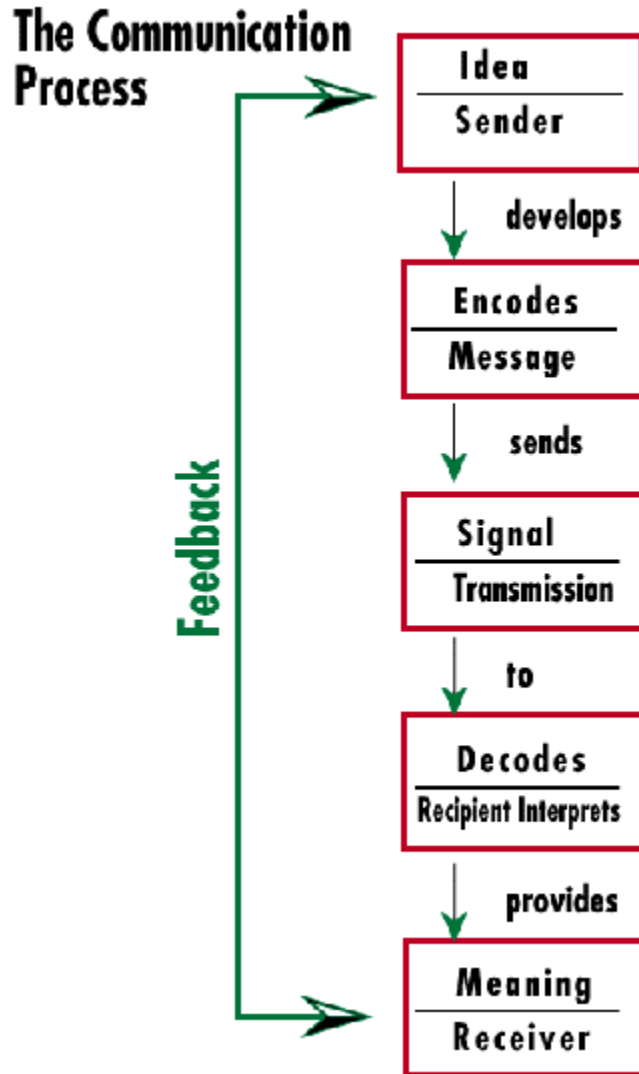 The Communication
Process
Idea
Sender
develops
Encodes
Message
sends
Signal
Transmission
to
Decodes
Recipient Interprets
provides
Meaning
Receiver
Feedback